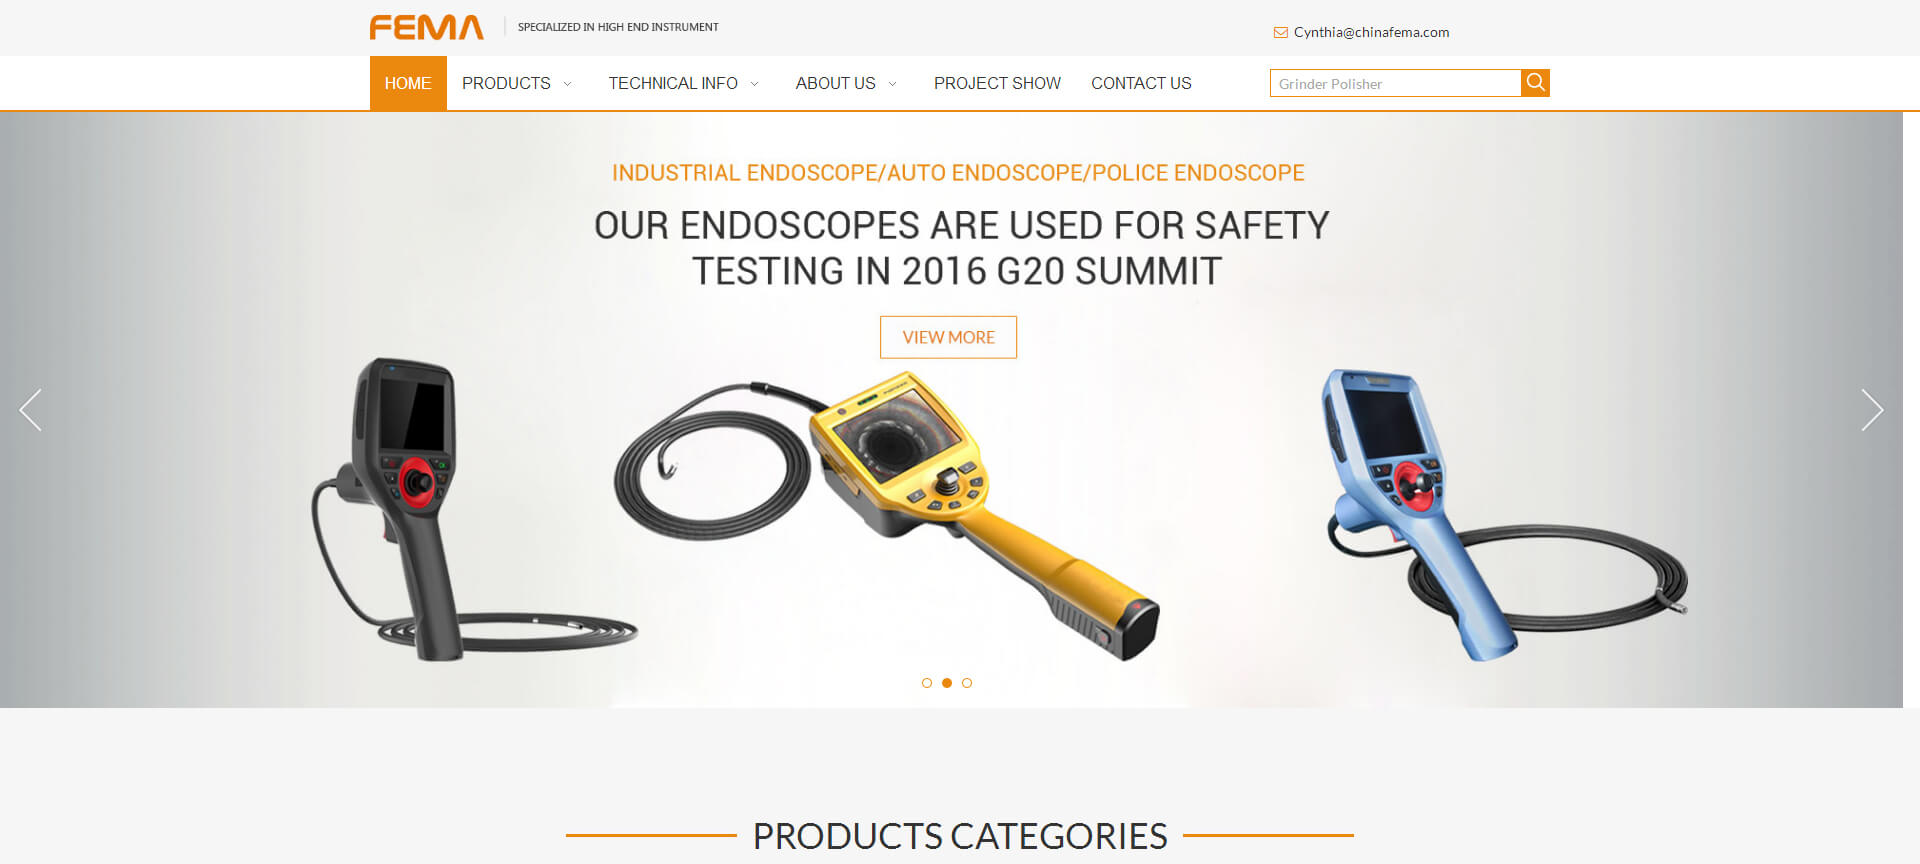 FEMA
SPECIALIZED IN HIGH END INSTRUMENT
Cynthia@chinafema.com
HOME PRODUCTS TECHNICAL INFO ABOUT US PROJECT SHOW CONTACT US
Grinder Polisher
INDUSTRIAL ENDOSCOPE/AUTO ENDOSCOPE/POLICE ENDOSCOPE
OUR ENDOSCOPES ARE USED FOR SAFETY
TESTING IN 2016 G20 SUMMIT
VIEW MORE
PRODUCTS CATEGORIES